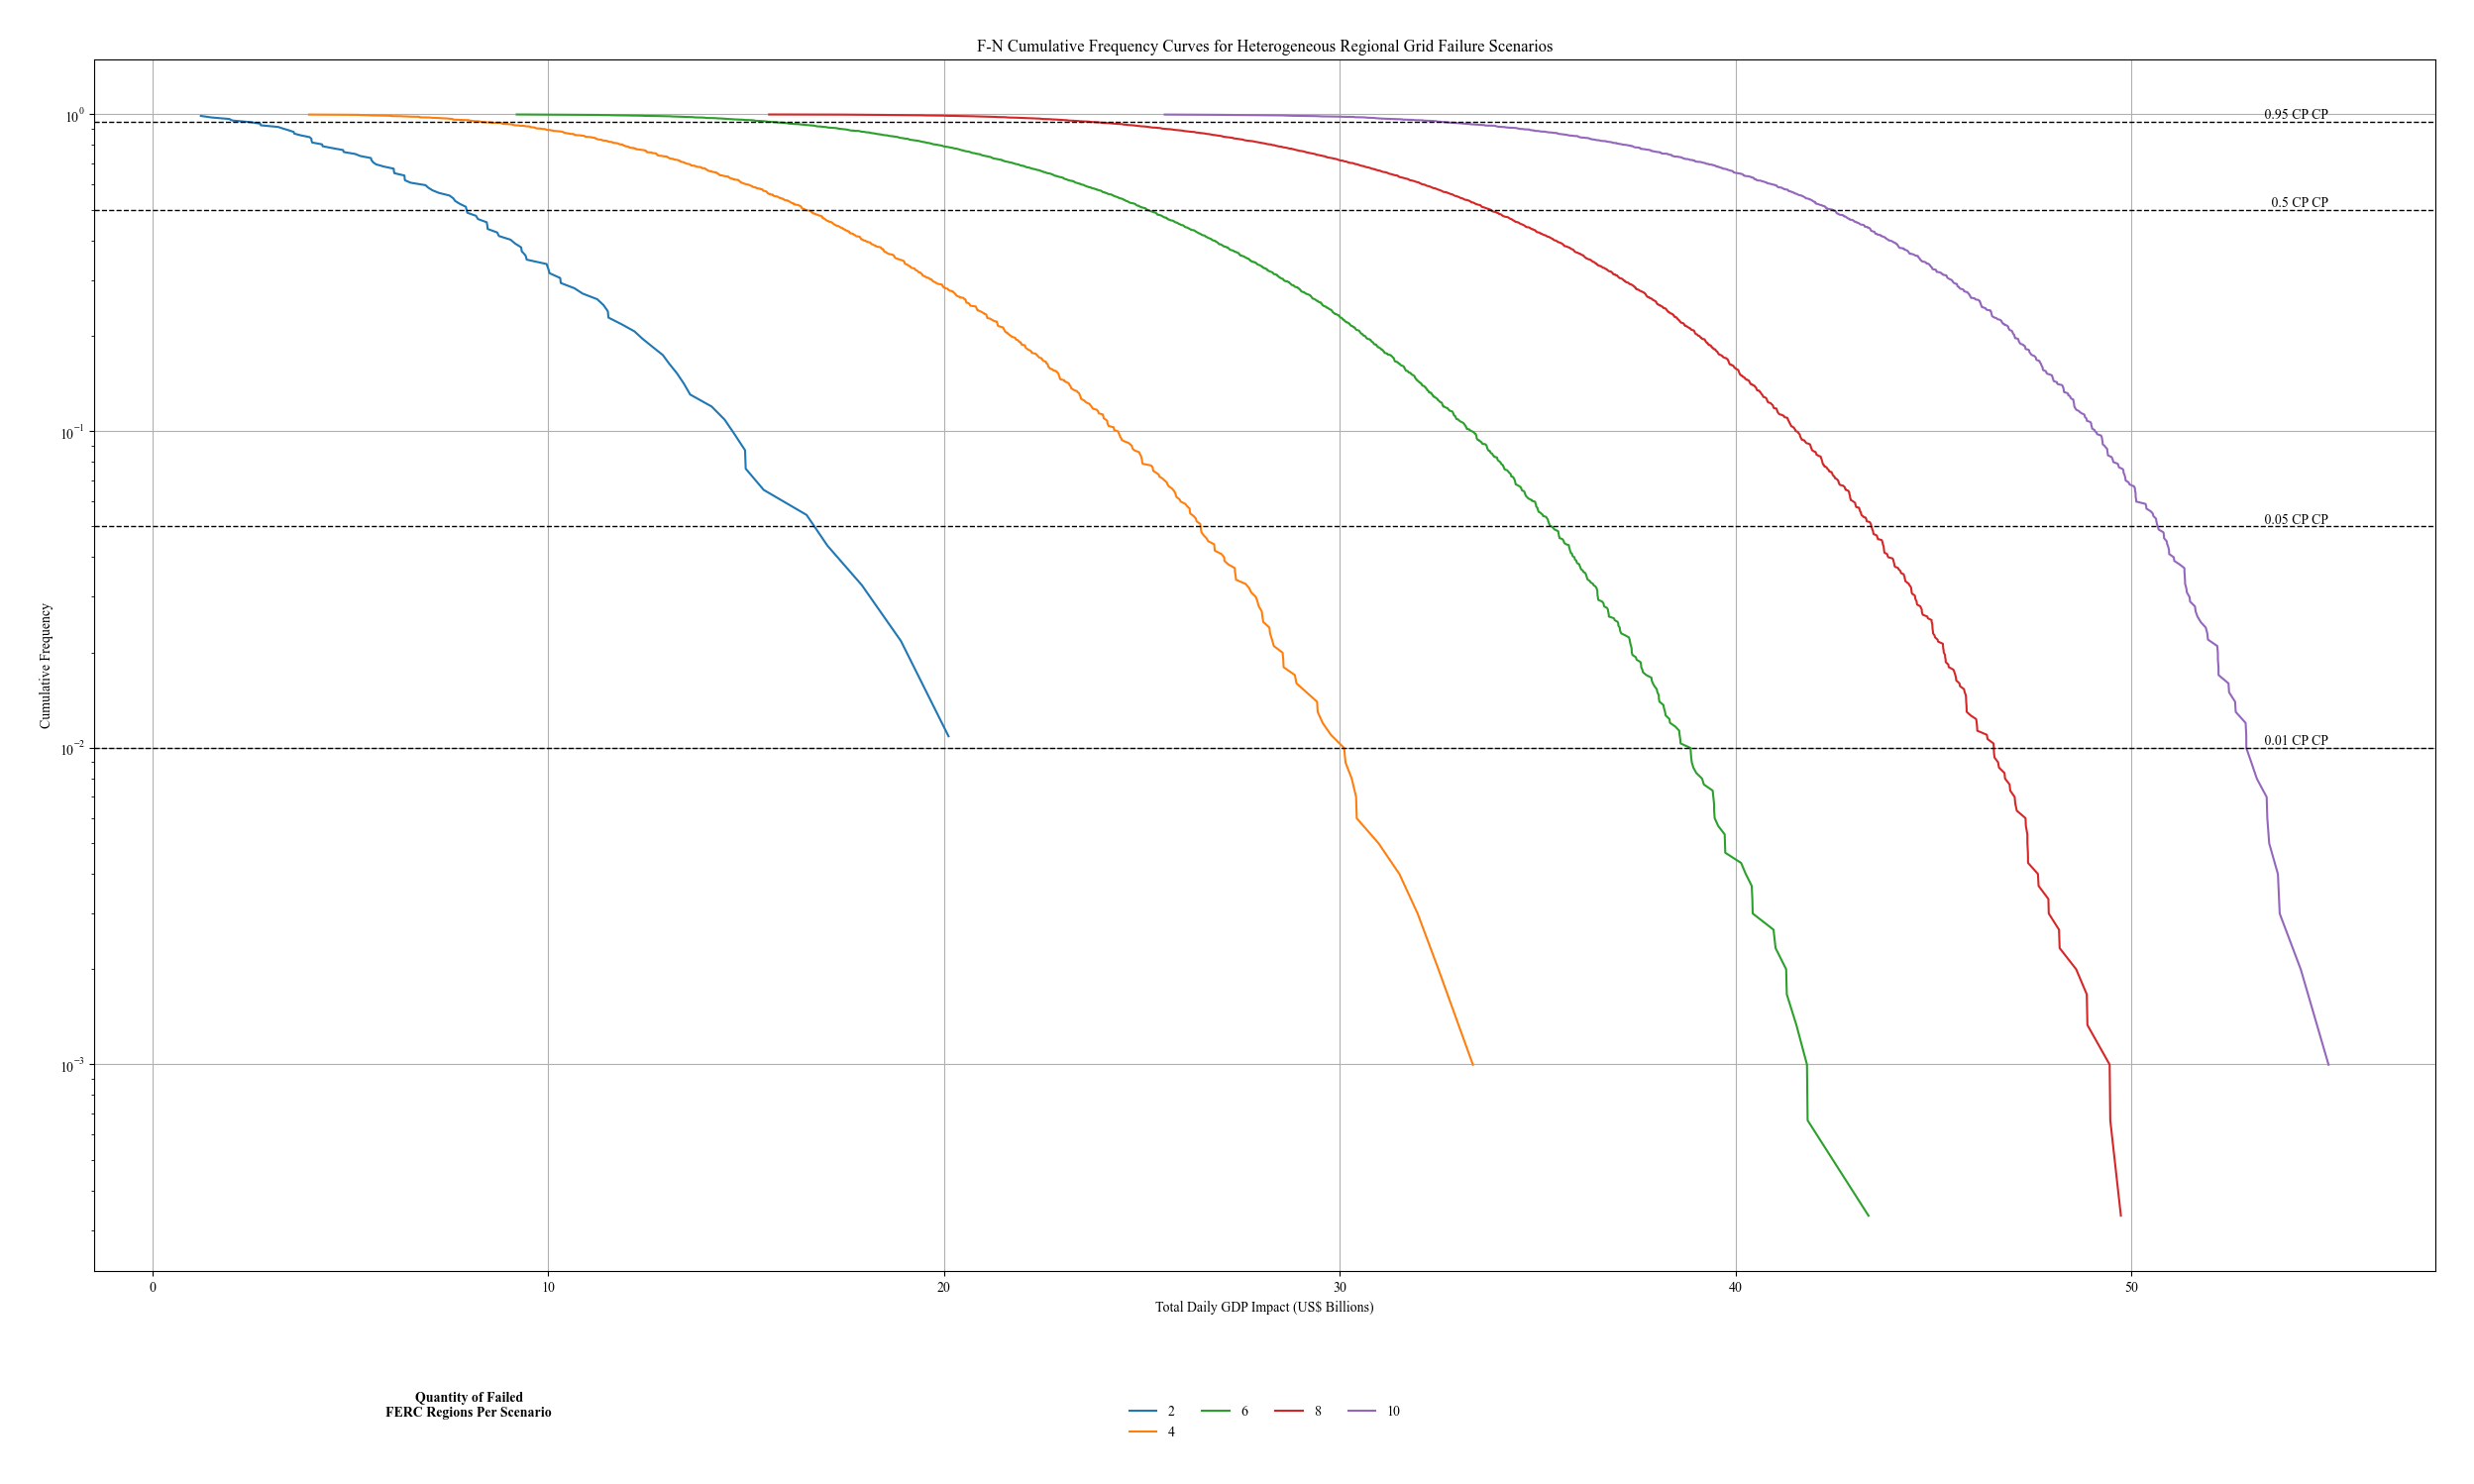 F-N Cumulative Frequency Curves for Heterogeneous Regional Grid Failure Scenarios
10⁰
0.95 CP CP
0.5 CP CP
10⁻¹
0.05 CP CP
Cumulative Frequency
10⁻²
0.01 CP CP
10⁻³
0 10 20 30 40 50
Total Daily GDP Impact (US$ Billions)
Quantity of Failed
FERC Regions Per Scenario
2 6 8 10
4